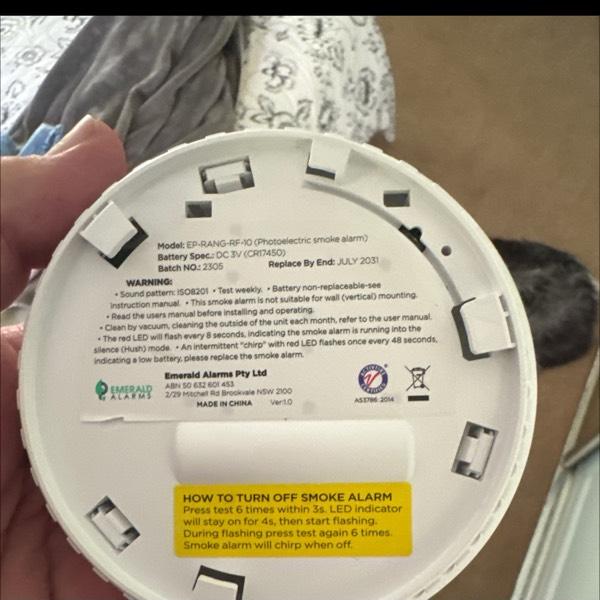 Model: EP-RANG-RF-10 (Photoelectric smoke alarm)
Battery Spec.: DC 3V (CR17450)
Batch NO.: 2305 Replace By End: JULY 2031
WARNING:
• Sound pattern: ISO8201 • Test weekly. • Battery non-replaceable-see
instruction manual. • This smoke alarm is not suitable for wall (vertical) mounting.
• Read the users manual before installing and operating.
• Clean by vacuum, cleaning the outside of the unit each month, refer to the user manual.
• The red LED will flash every 8 seconds, indicating the smoke alarm is running into the
silence (Hush) mode. • An intermittent "chirp" with red LED flashes once every 48 seconds,
indicating a low battery, please replace the smoke alarm.
Emerald Alarms Pty Ltd
ABN 50 632 601 453
2/29 Mitchell Rd Brookvale NSW 2100
MADE IN CHINA Ver:1.0
EMERALD
ALARMS
AS3786:2014
HOW TO TURN OFF SMOKE ALARM
Press test 6 times within 3s. LED indicator
will stay on for 4s, then start flashing.
During flashing press test again 6 times.
Smoke alarm will chirp when off.